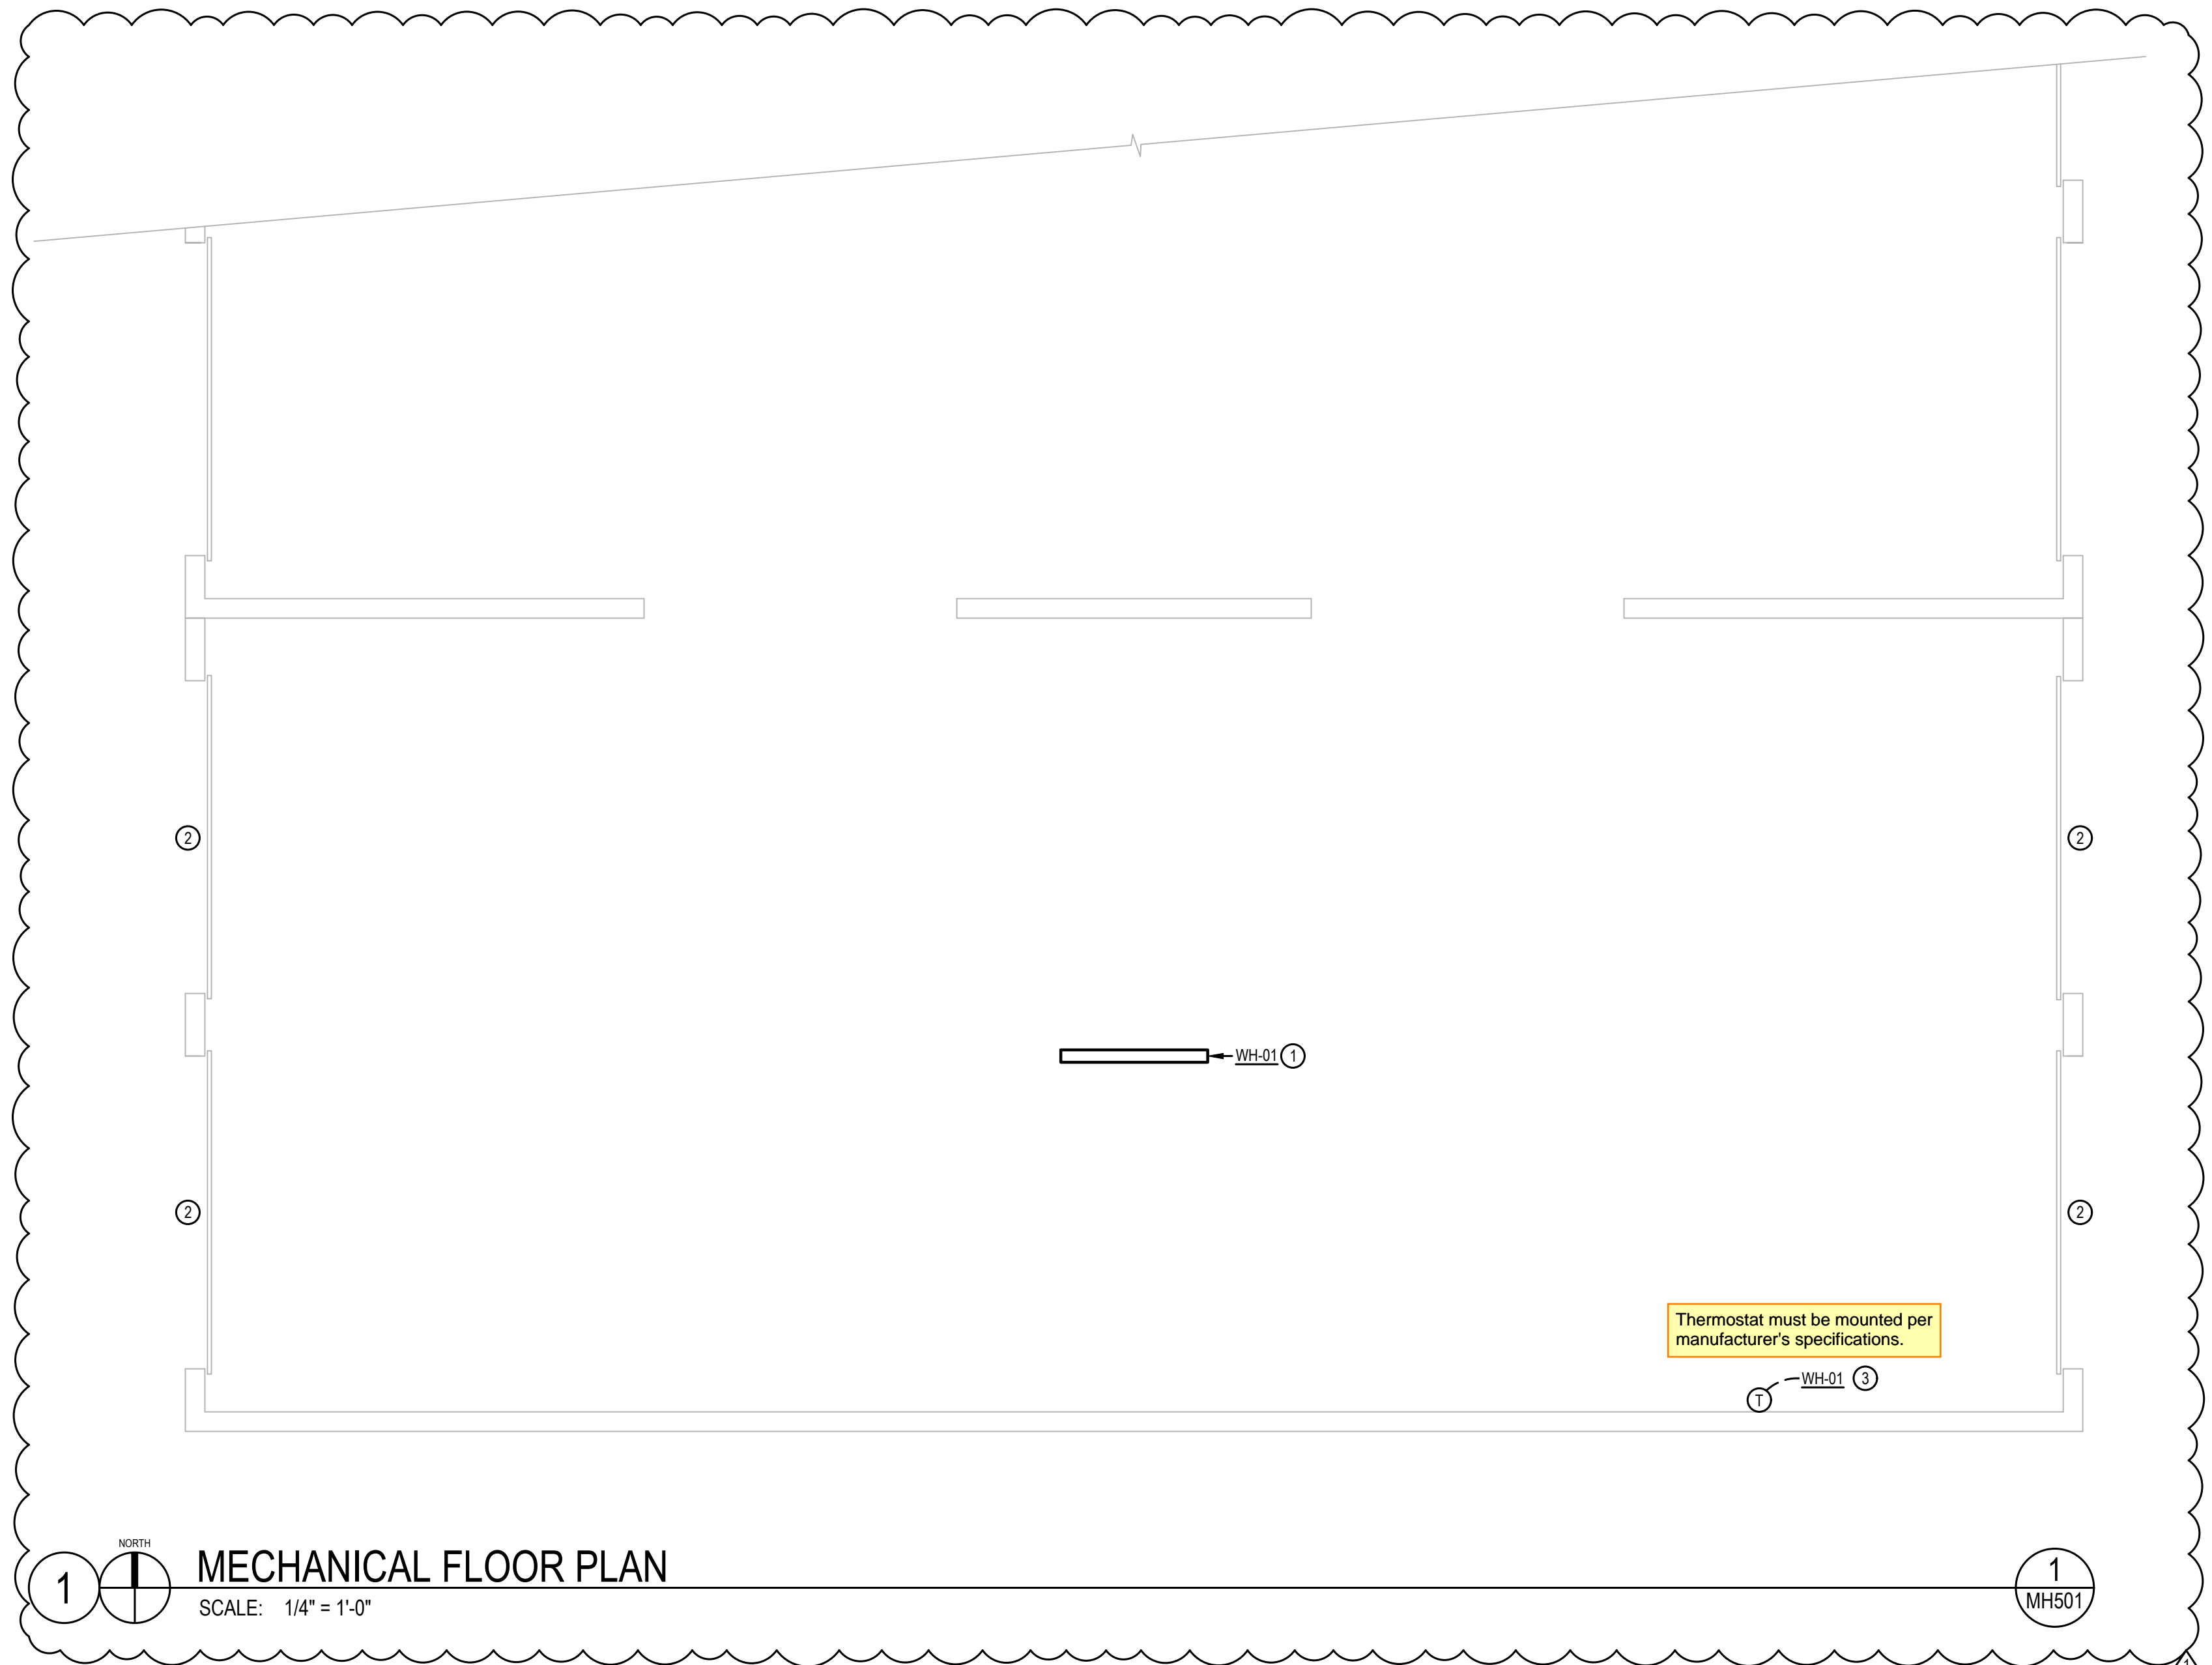 2
2
WH-01 1
2
2
Thermostat must be mounted per
manufacturer's specifications.
WH-01 3
T
NORTH
1
MECHANICAL FLOOR PLAN
SCALE: 1/4" = 1'-0"
1
MH501
1